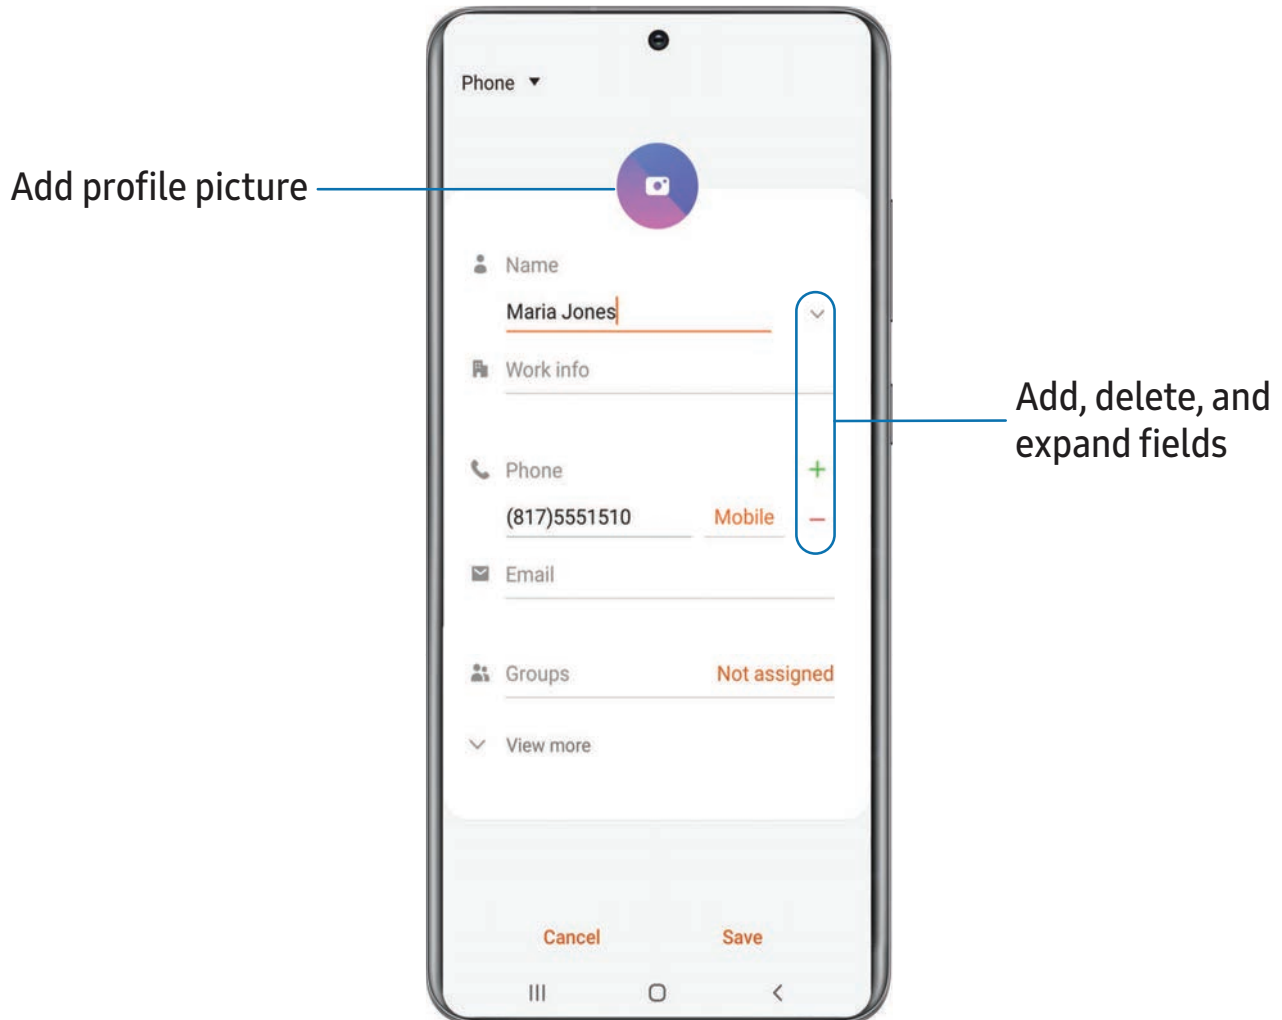 Phone
Add profile picture
Name
Maria Jones
Work info
Add, delete, and
expand fields
Phone
(817)5551510 Mobile
Email
Groups Not assigned
View more
Cancel Save